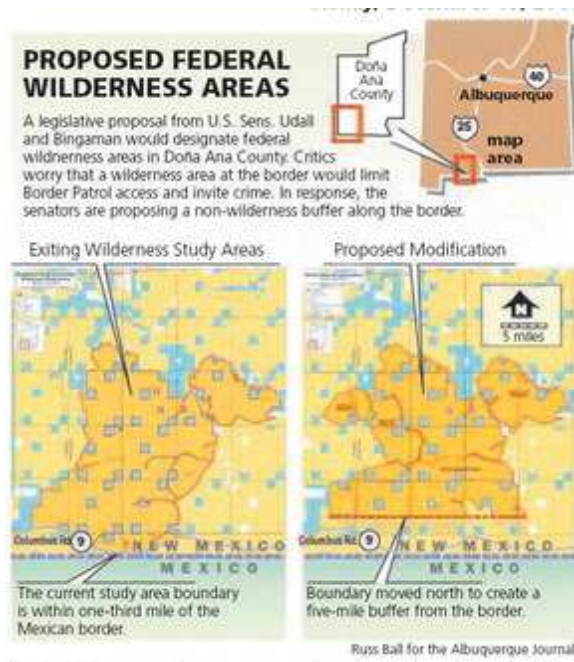 PROPOSED FEDERAL
WILDERNESS AREAS
A legislative proposal from U.S. Sens. Udall
and Bingaman would designate federal
wildnerness areas in Doña Ana County. Critics
worry that a wilderness area at the border would limit
Border Patrol access and invite crime. In response, the
senators are proposing a non-wilderness buffer along the border.
Doña
Ana
County
40
Albuquerque
25
map
area
Exiting Wilderness Study Areas
Proposed Modification
N
5 miles
Columbus Rd. 9
NEW MEXICO
MEXICO
Columbus Rd. 9
NEW MEXICO
MEXICO
The current study area boundary
is within one-third mile of the
Mexican border.
Boundary moved north to create a
five-mile buffer from the border.
Russ Ball for the Albuquerque Journal